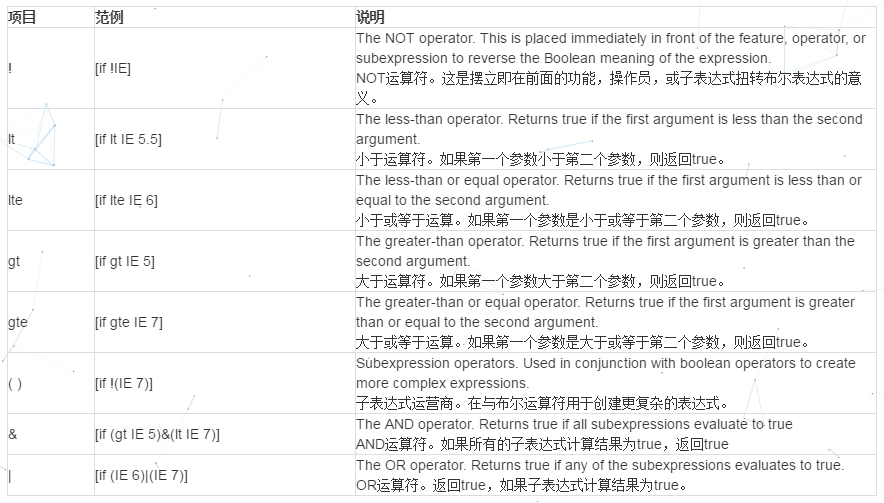 项目 范例 说明
! [if !IE] The NOT operator. This is placed immediately in front of the feature, operator, or
subexpression to reverse the Boolean meaning of the expression.
NOT运算符。这是摆立即在前面的功能，操作员，或子表达式扭转布尔表达式的意
义。
lt [if lt IE 5.5] The less-than operator. Returns true if the first argument is less than the second
argument.
小于运算符。如果第一个参数小于第二个参数，则返回true。
lte [if lte IE 6] The less-than or equal operator. Returns true if the first argument is less than or
equal to the second argument.
小于或等于运算。如果第一个参数是小于或等于第二个参数，则返回true。
gt [if gt IE 5] The greater-than operator. Returns true if the first argument is greater than the
second argument.
大于运算符。如果第一个参数大于第二个参数，则返回true。
gte [if gte IE 7] The greater-than or equal operator. Returns true if the first argument is greater
than or equal to the second argument.
大于或等于运算。如果第一个参数是大于或等于第二个参数，则返回true。
( ) [if !(IE 7)] Subexpression operators. Used in conjunction with boolean operators to create
more complex expressions.
子表达式运营商。在与布尔运算符用于创建更复杂的表达式。
& [if (gt IE 5)&(lt IE 7)] The AND operator. Returns true if all subexpressions evaluate to true
AND运算符。如果所有的子表达式计算结果为true，返回true
| [if (IE 6)|(IE 7)] The OR operator. Returns true if any of the subexpressions evaluates to true.
OR运算符。返回true，如果子表达式计算结果为true。